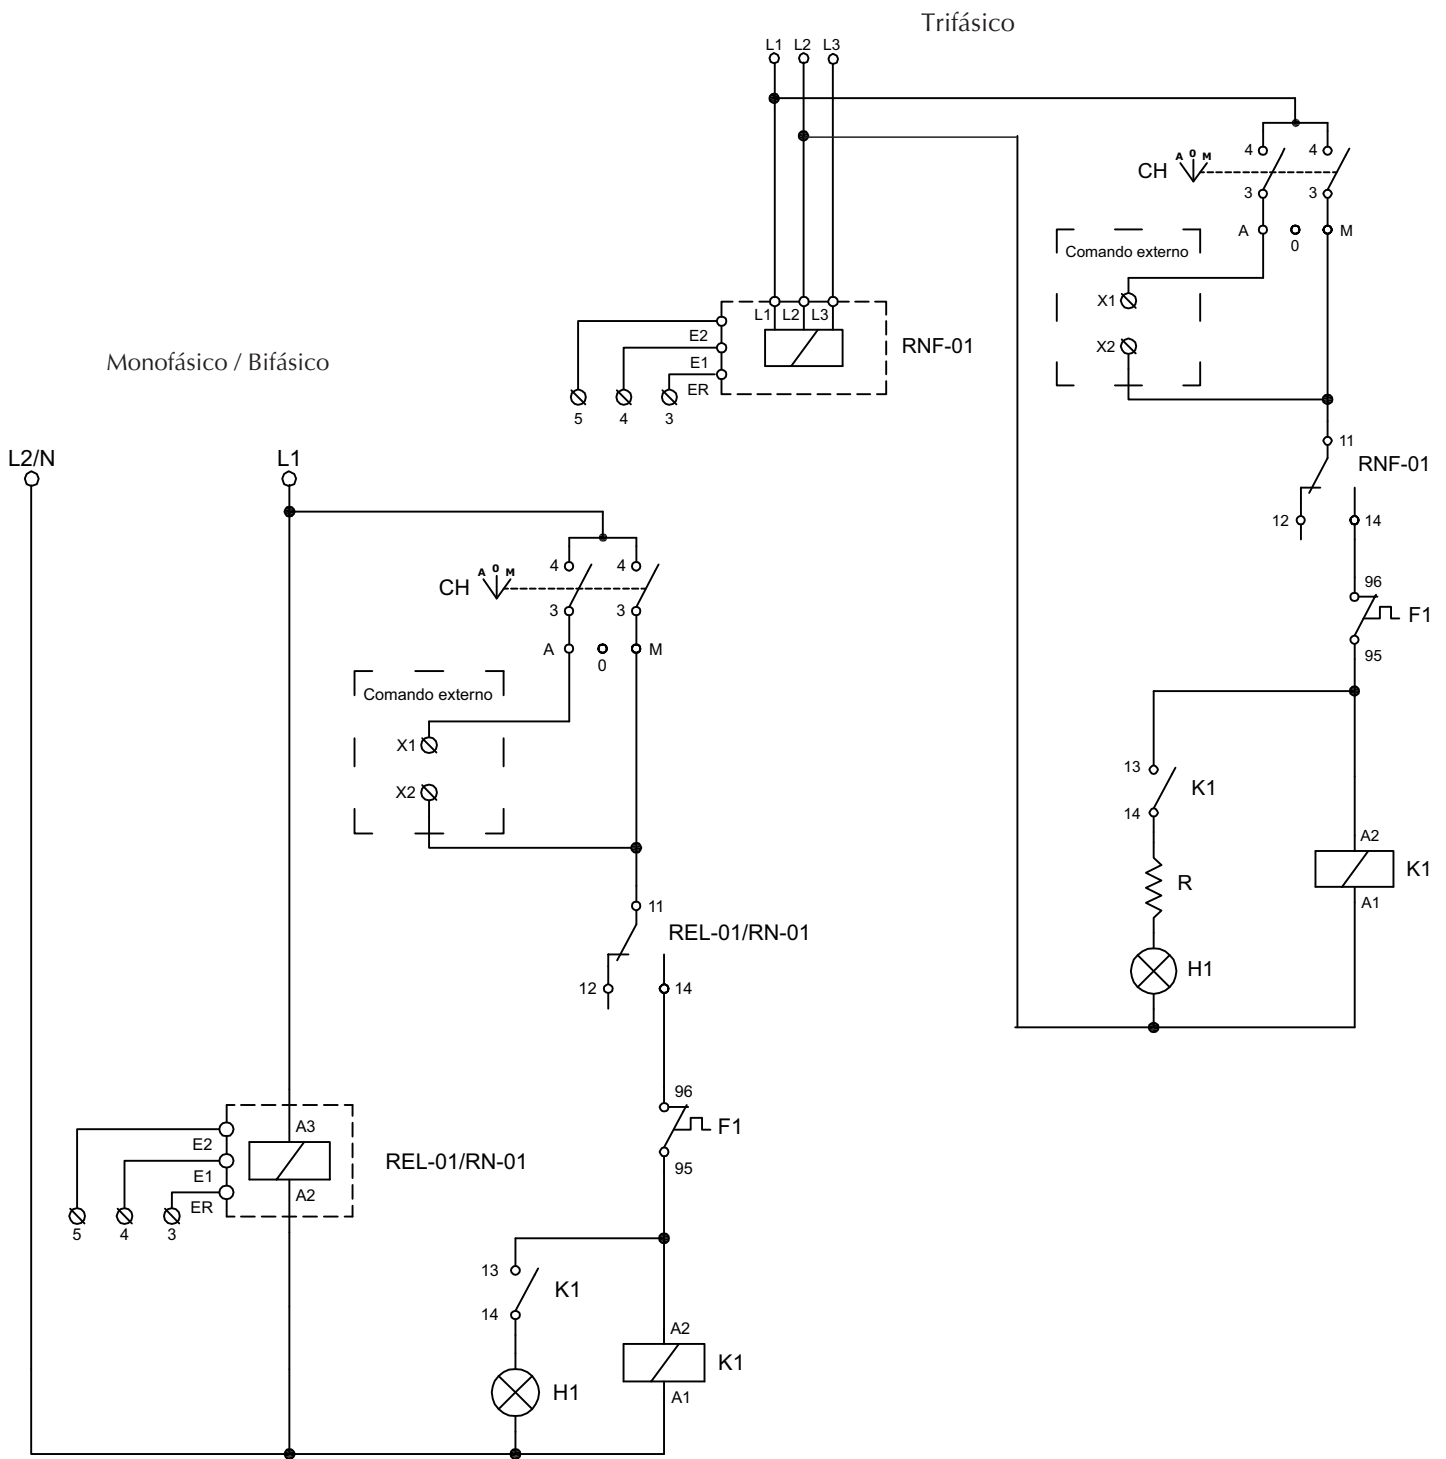 Trifásico
L1 L2 L3
4 4
CH A 0 M
3 3
A 0 M
Comando externo
X1
X2
L1 L2 L3
E2
E1
ER
RNF-01
5 4 3
11
RNF-01
12 14
96
F1
95
13
K1
14
A2
K1
A1
R
H1
Monofásico / Bifásico
L2/N L1
4 4
CH A 0 M
3 3
A 0 M
Comando externo
X1
X2
11
REL-01/RN-01
12 14
96
F1
95
A3
E2
E1
ER
A2
REL-01/RN-01
5 4 3
13
K1
14
A2
K1
A1
H1